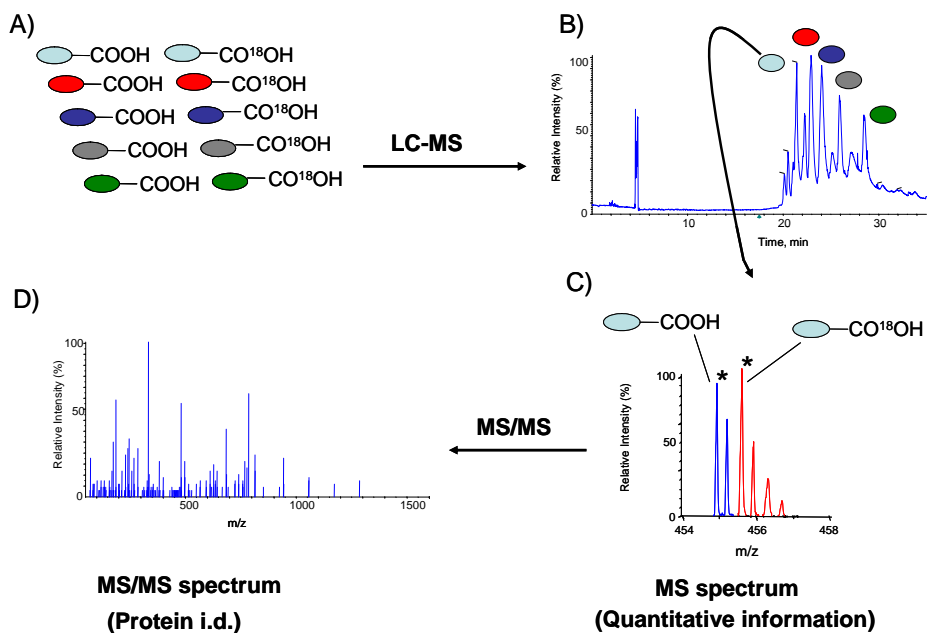 A)
COOH CO¹⁸OH
COOH CO¹⁸OH
COOH CO¹⁸OH
COOH CO¹⁸OH
COOH CO¹⁸OH
LC-MS
B)
Relative Intensity (%)
100
50
10 20 30
Time, min
C)
COOH CO¹⁸OH
* *
Relative Intensity (%)
100
50
0
454 456 458
m/z
MS spectrum
(Quantitative information)
MS/MS
D)
Relative Intensity (%)
100
50
0
500 1000 1500
m/z
MS/MS spectrum
(Protein i.d.)